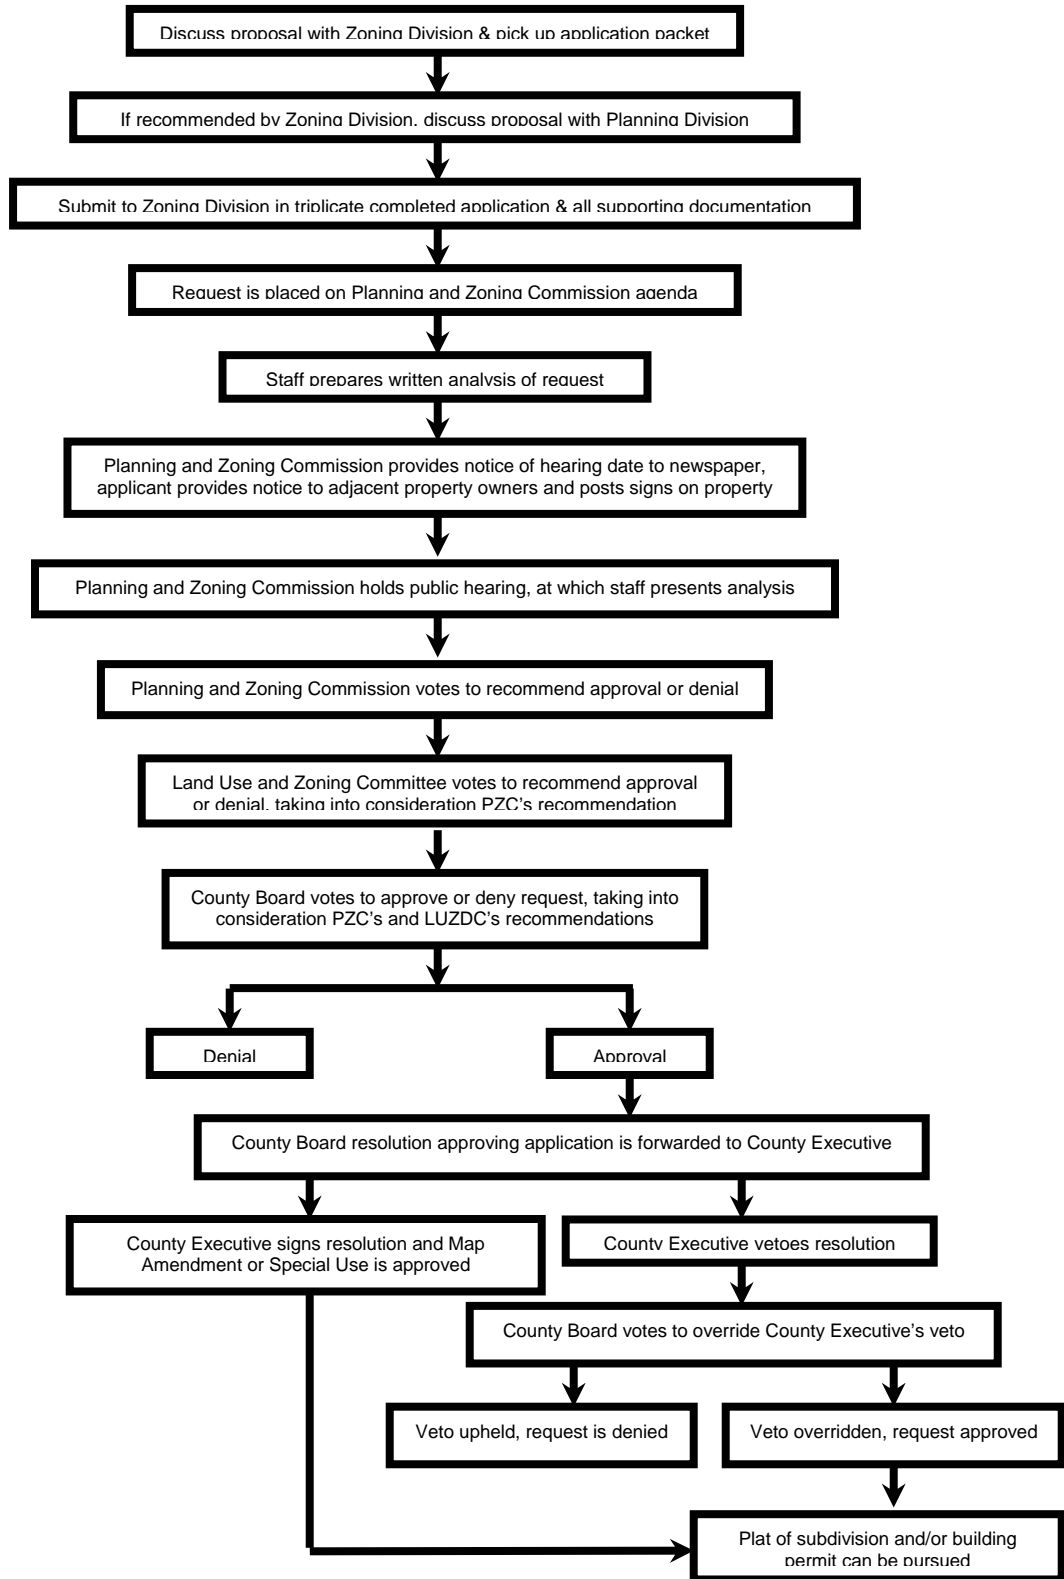 Discuss proposal with Zoning Division & pick up application packet
If recommended by Zoning Division, discuss proposal with Planning Division
Submit to Zoning Division in triplicate completed application & all supporting documentation
Request is placed on Planning and Zoning Commission agenda
Staff prepares written analysis of request
Planning and Zoning Commission provides notice of hearing date to newspaper,
applicant provides notice to adjacent property owners and posts signs on property
Planning and Zoning Commission holds public hearing, at which staff presents analysis
Planning and Zoning Commission votes to recommend approval or denial
Land Use and Zoning Committee votes to recommend approval
or denial, taking into consideration PZC's recommendation
County Board votes to approve or deny request, taking into
consideration PZC's and LUZDC's recommendations
Denial
Approval
County Board resolution approving application is forwarded to County Executive
County Executive signs resolution and Map
Amendment or Special Use is approved
County Executive vetoes resolution
County Board votes to override County Executive's veto
Veto upheld, request is denied
Veto overridden, request approved
Plat of subdivision and/or building
permit can be pursued